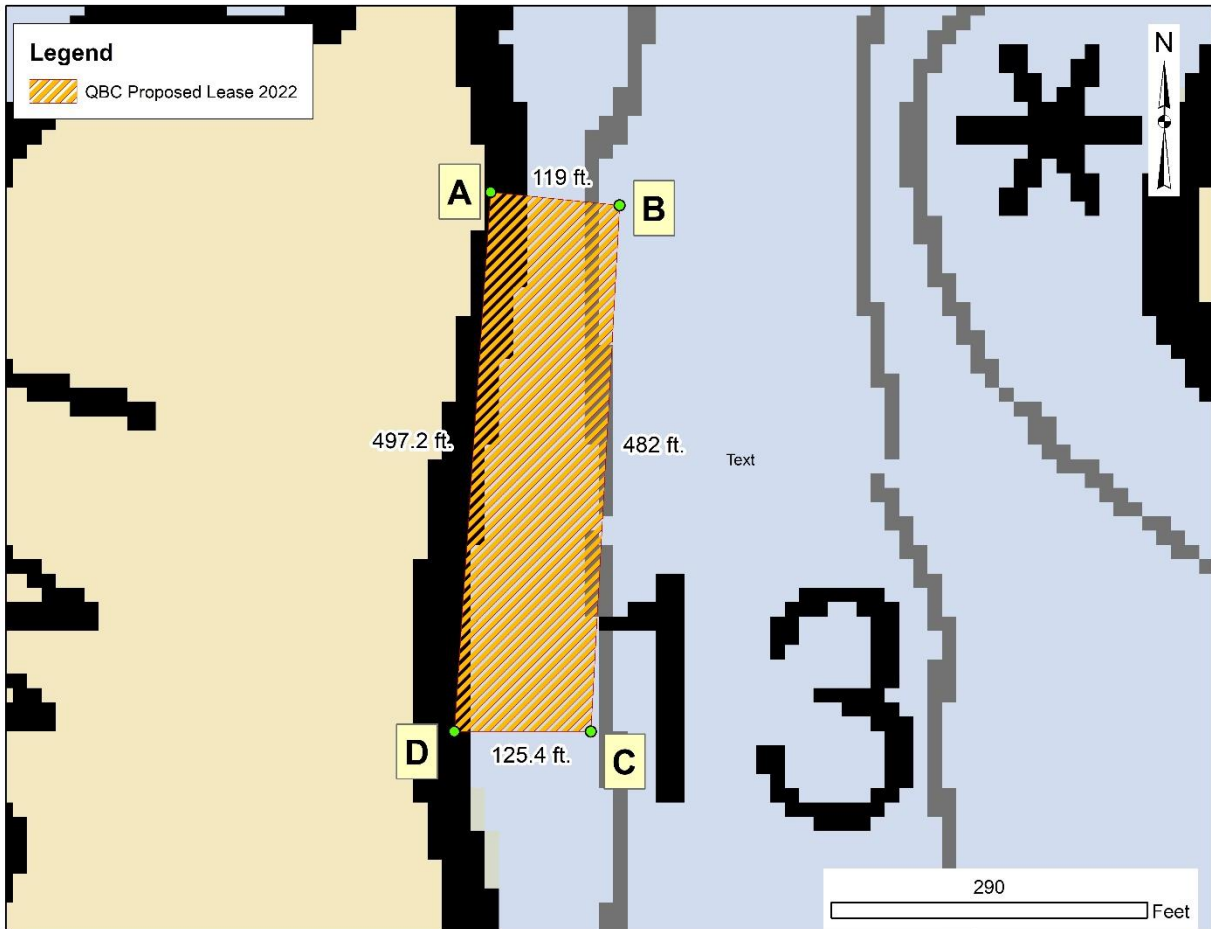 Legend
QBC Proposed Lease 2022
N
A
119 ft.
B
497.2 ft.
482 ft.
Text
13
D
125.4 ft.
C
290
Feet